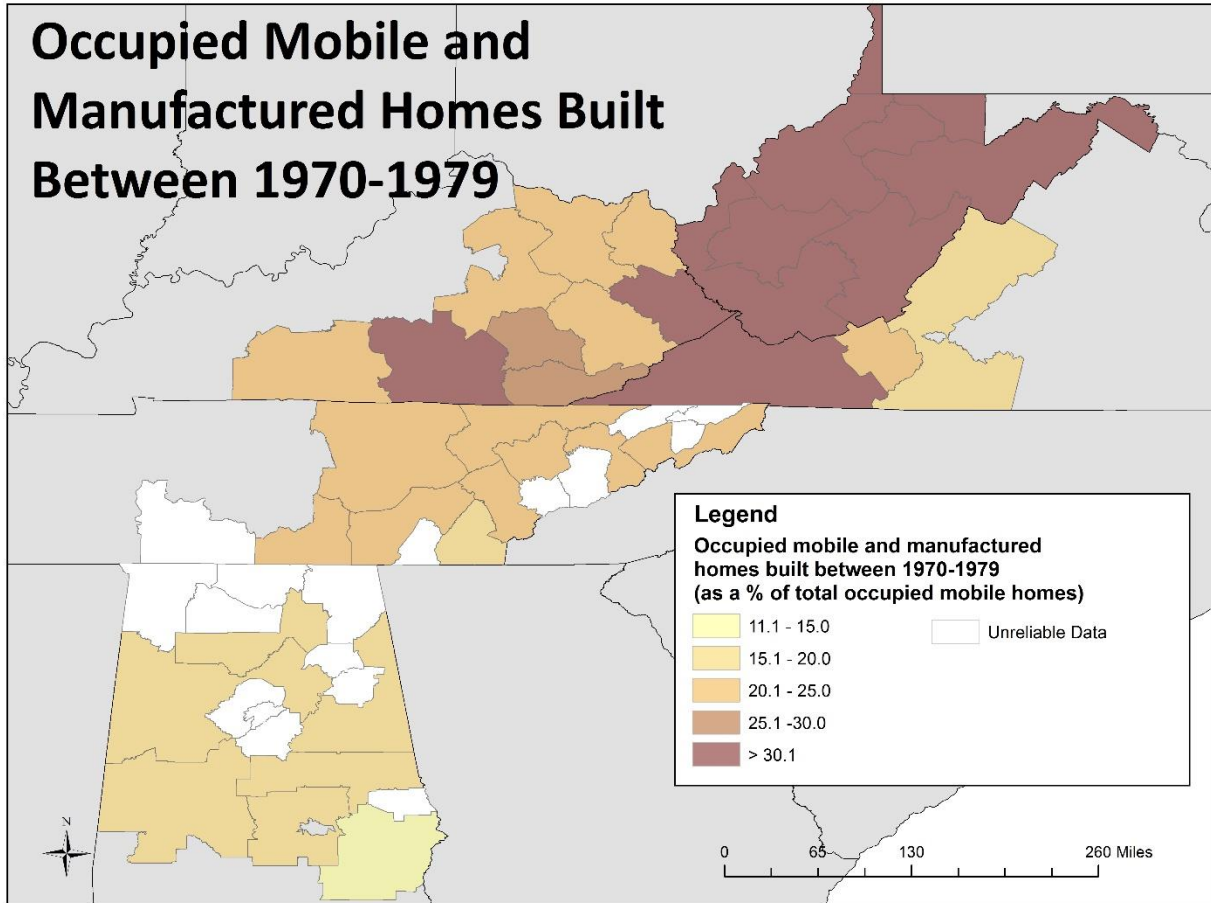 Occupied Mobile and
Manufactured Homes Built
Between 1970-1979
Legend
Occupied mobile and manufactured
homes built between 1970-1979
(as a % of total occupied mobile homes)
11.1 - 15.0
15.1 - 20.0
20.1 - 25.0
25.1 -30.0
> 30.1
Unreliable Data
N
0 65 130 260 Miles